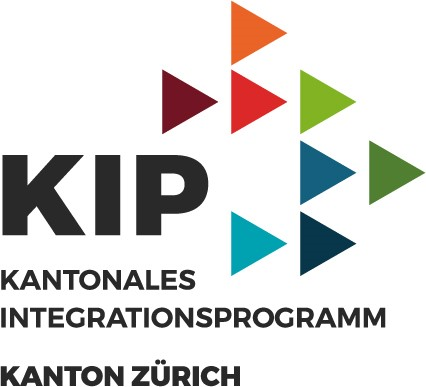 KIP
KANTONALES
INTEGRATIONSPROGRAMM
KANTON ZÜRICH